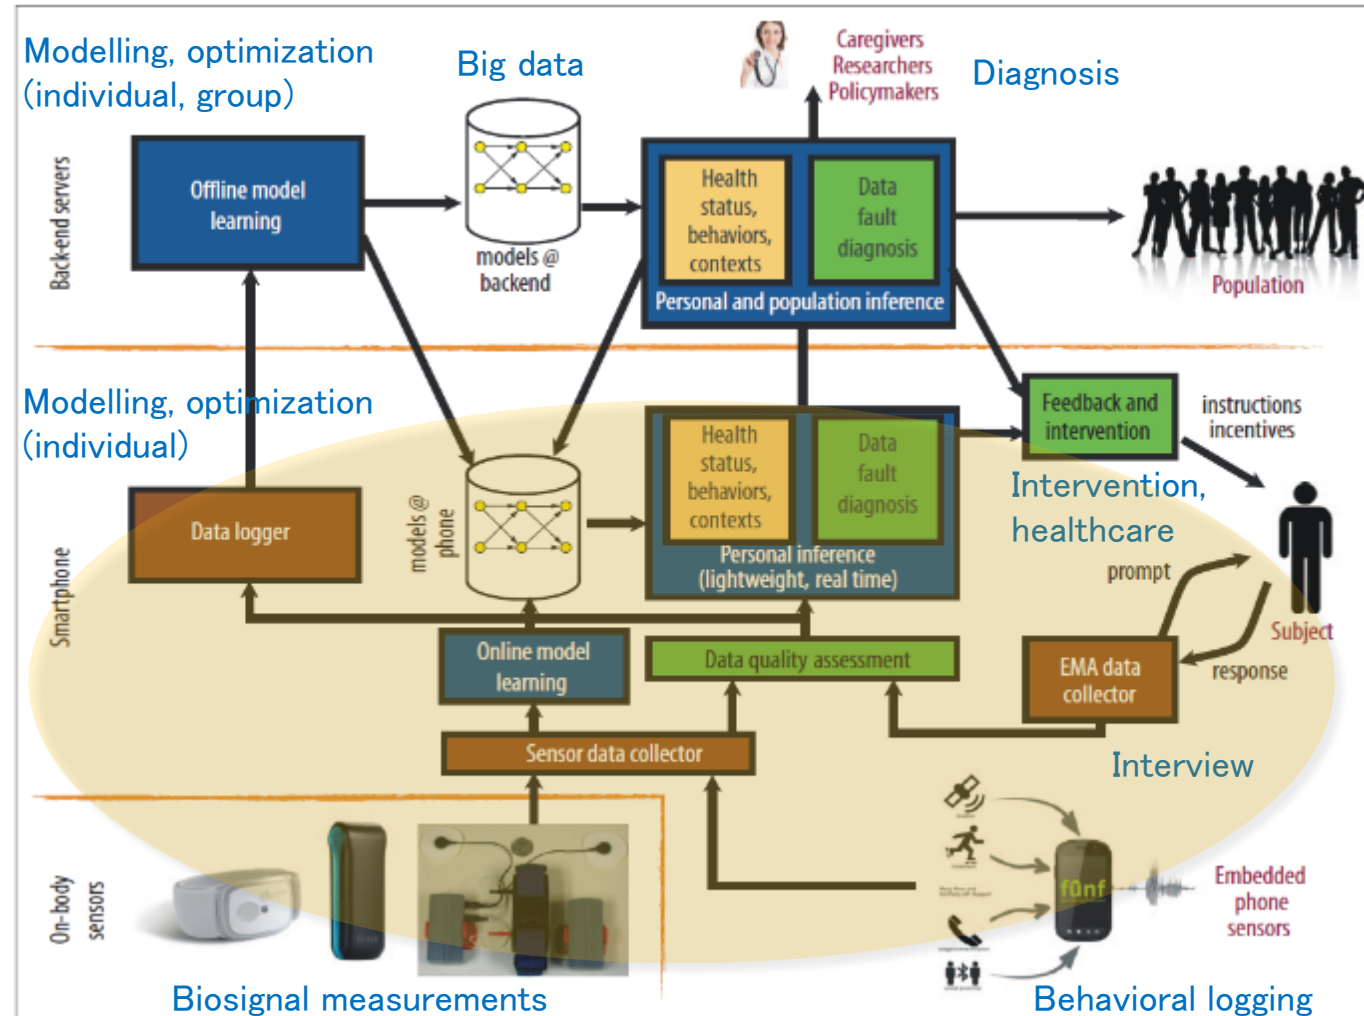 Modelling, optimization
(individual, group)
Big data
Caregivers
Researchers
Policymakers
Diagnosis
Back-end servers
Offline model
learning
models @
backend
Health
status,
behaviors,
contexts
Data
fault
diagnosis
Personal and population inference
Population
Modelling, optimization
(individual)
Smartphone
Data logger
models @
phone
Health
status,
behaviors,
contexts
Data
fault
diagnosis
Personal inference
(lightweight, real time)
Feedback and
intervention
instructions
incentives
Intervention,
healthcare
prompt
Subject
response
Online model
learning
Data quality assessment
EMA data
collector
Sensor data collector
Interview
On-body
sensors
funf
Embedded
phone
sensors
Biosignal measurements
Behavioral logging